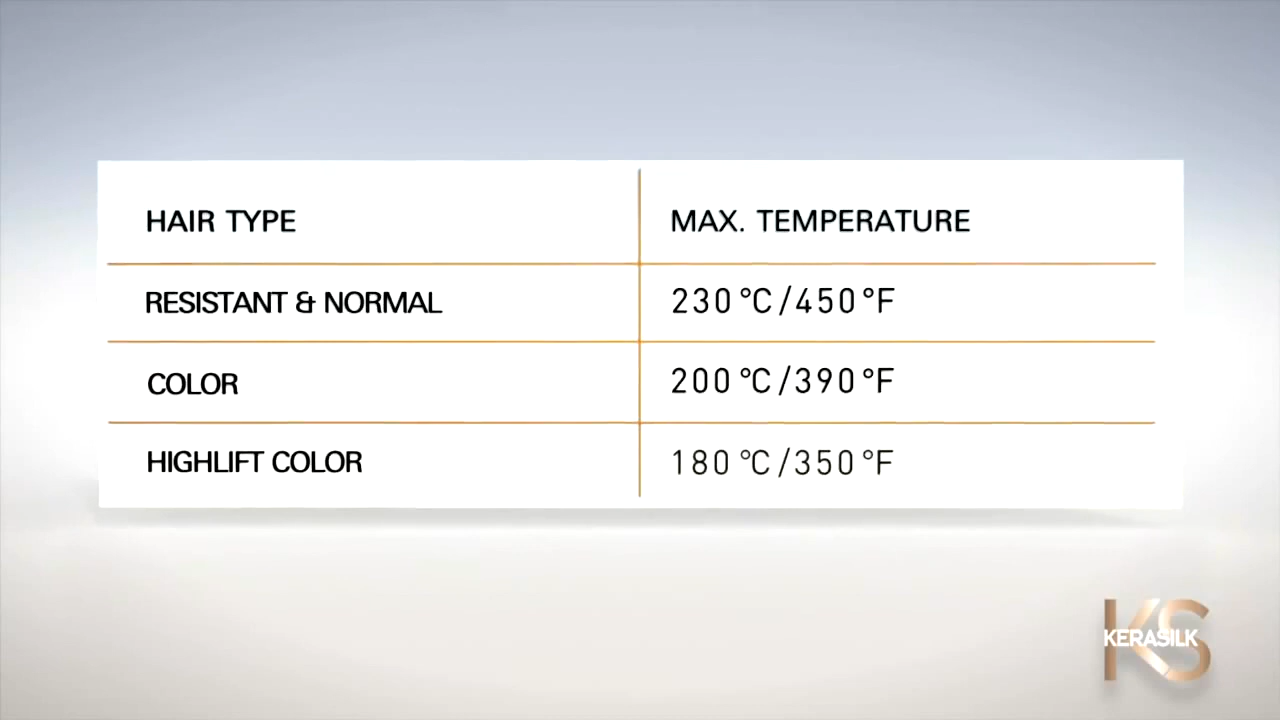 HAIR TYPE MAX. TEMPERATURE
RESISTANT & NORMAL 230°C/450°F
COLOR 200°C/390°F
HIGHLIFT COLOR 180°C/350°F
KS
KERASILK